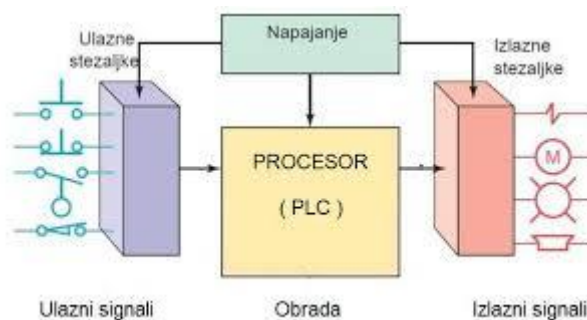 Napajanje
Ulazne
stezaljke
Izlazne
stezaljke
PROCESOR
( PLC )
M
Ulazni signali
Obrada
Izlazni signali